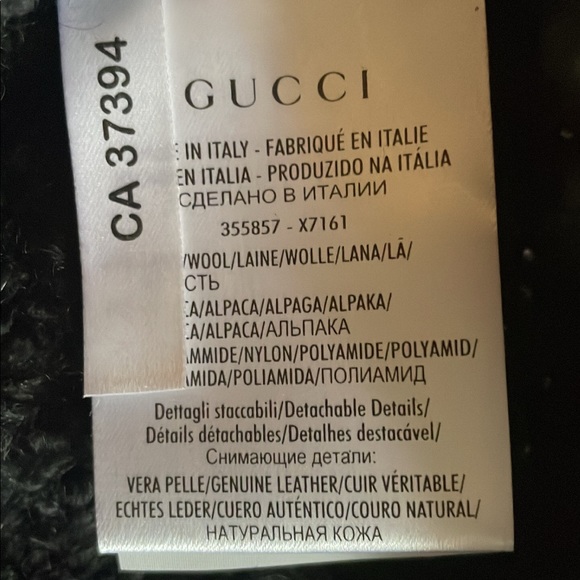 CA 37394
GUCCI
IN ITALY - FABRIQUÉ EN ITALIE
EN ITALIA - PRODUZIDO NA ITÁLIA
СДЕЛАНО В ИТАЛИИ
355857 - X7161
/WOOL/LAINE/WOLLE/LANA/LÃ/
СТЬ
CA/ALPACA/ALPAGA/ALPAKA/
CA/ALPACA/АЛЬПАКА
AMMIDE/NYLON/POLYAMIDE/POLYAMID/
AMIDA/POLIAMIDA/ПОЛИАМИД
Dettagli staccabili/Detachable Details/
Détails détachables/Detalhes destacável/
Снимающие детали:
VERA PELLE/GENUINE LEATHER/CUIR VÉRITABLE/
ECHTES LEDER/CUERO AUTÉNTICO/COURO NATURAL/
НАТУРАЛЬНАЯ КОЖА